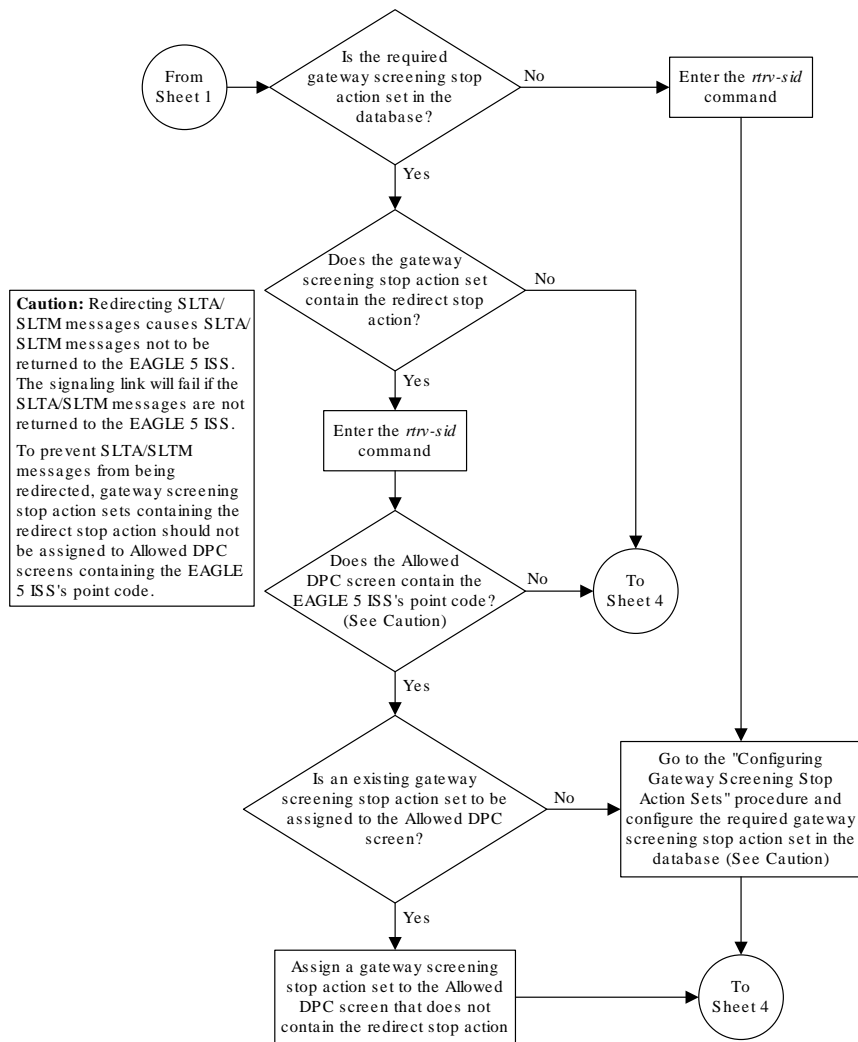 From
Sheet 1
Is the required
gateway screening stop
action set in the
database?
No
Enter the rtrv-sid
command
Yes
Does the gateway
screening stop action set
contain the redirect stop
action?
No
Caution: Redirecting SLTA/
SLTM messages causes SLTA/
SLTM messages not to be
returned to the EAGLE 5 ISS.
The signaling link will fail if the
SLTA/SLTM messages are not
returned to the EAGLE 5 ISS.
To prevent SLTA/SLTM
messages from being
redirected, gateway screening
stop action sets containing the
redirect stop action should not
be assigned to Allowed DPC
screens containing the EAGLE
5 ISS's point code.
Yes
Enter the rtrv-sid
command
Does the Allowed
DPC screen contain the
EAGLE 5 ISS's point code?
(See Caution)
No
To
Sheet 4
Yes
Is an existing gateway
screening stop action set to be
assigned to the Allowed DPC
screen?
No
Go to the "Configuring
Gateway Screening Stop
Action Sets" procedure and
configure the required gateway
screening stop action set in the
database (See Caution)
Yes
Assign a gateway screening
stop action set to the Allowed
DPC screen that does not
contain the redirect stop action
To
Sheet 4